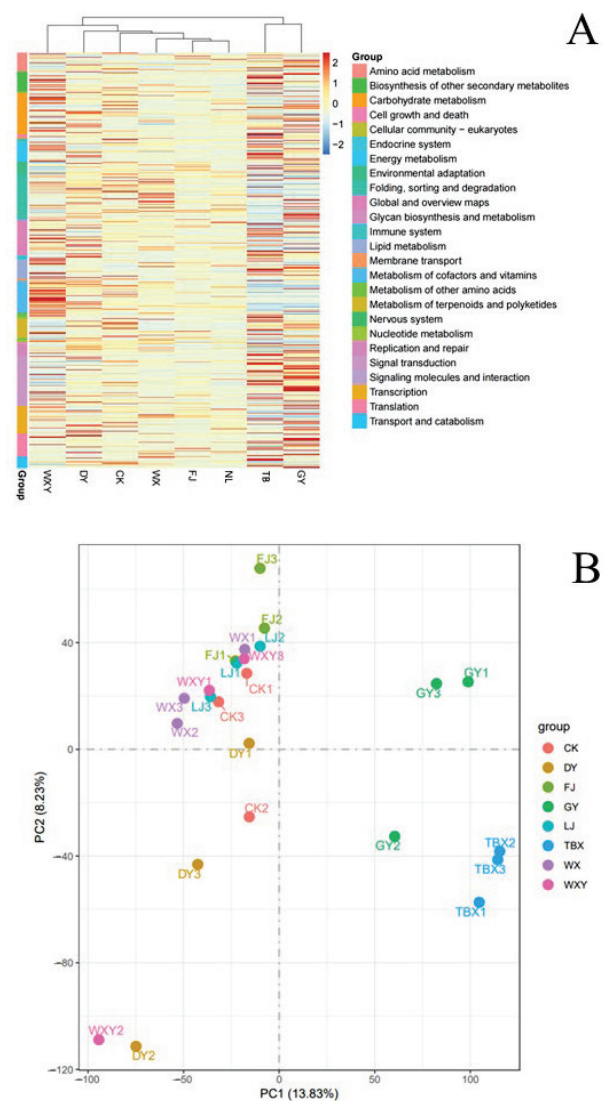 A
2
1
0
−1
−2
Group
Amino acid metabolism
Biosynthesis of other secondary metabolites
Carbohydrate metabolism
Cell growth and death
Cellular community − eukaryotes
Endocrine system
Energy metabolism
Environmental adaptation
Folding, sorting and degradation
Global and overview maps
Glycan biosynthesis and metabolism
Immune system
Lipid metabolism
Membrane transport
Metabolism of cofactors and vitamins
Metabolism of other amino acids
Metabolism of terpenoids and polyketides
Nervous system
Nucleotide metabolism
Replication and repair
Signal transduction
Signaling molecules and interaction
Transcription
Translation
Transport and catabolism
Group WXY DY CK WX FJ NL TB GY
B
FJ3
FJ2
WX1 LJ2
FJ1 WXY3
LJ1
WXY1 CK1
WX3 LJ3 CK3
WX2
DY1
CK2
DY3
WXY2
DY2
GY3 GY1
GY2
TBX2
TBX3
TBX1
PC2 (8.23%)
40
0
−40
−80
−120
−100 −50 0 50 100
PC1 (13.83%)
group
CK
DY
FJ
GY
LJ
TBX
WX
WXY